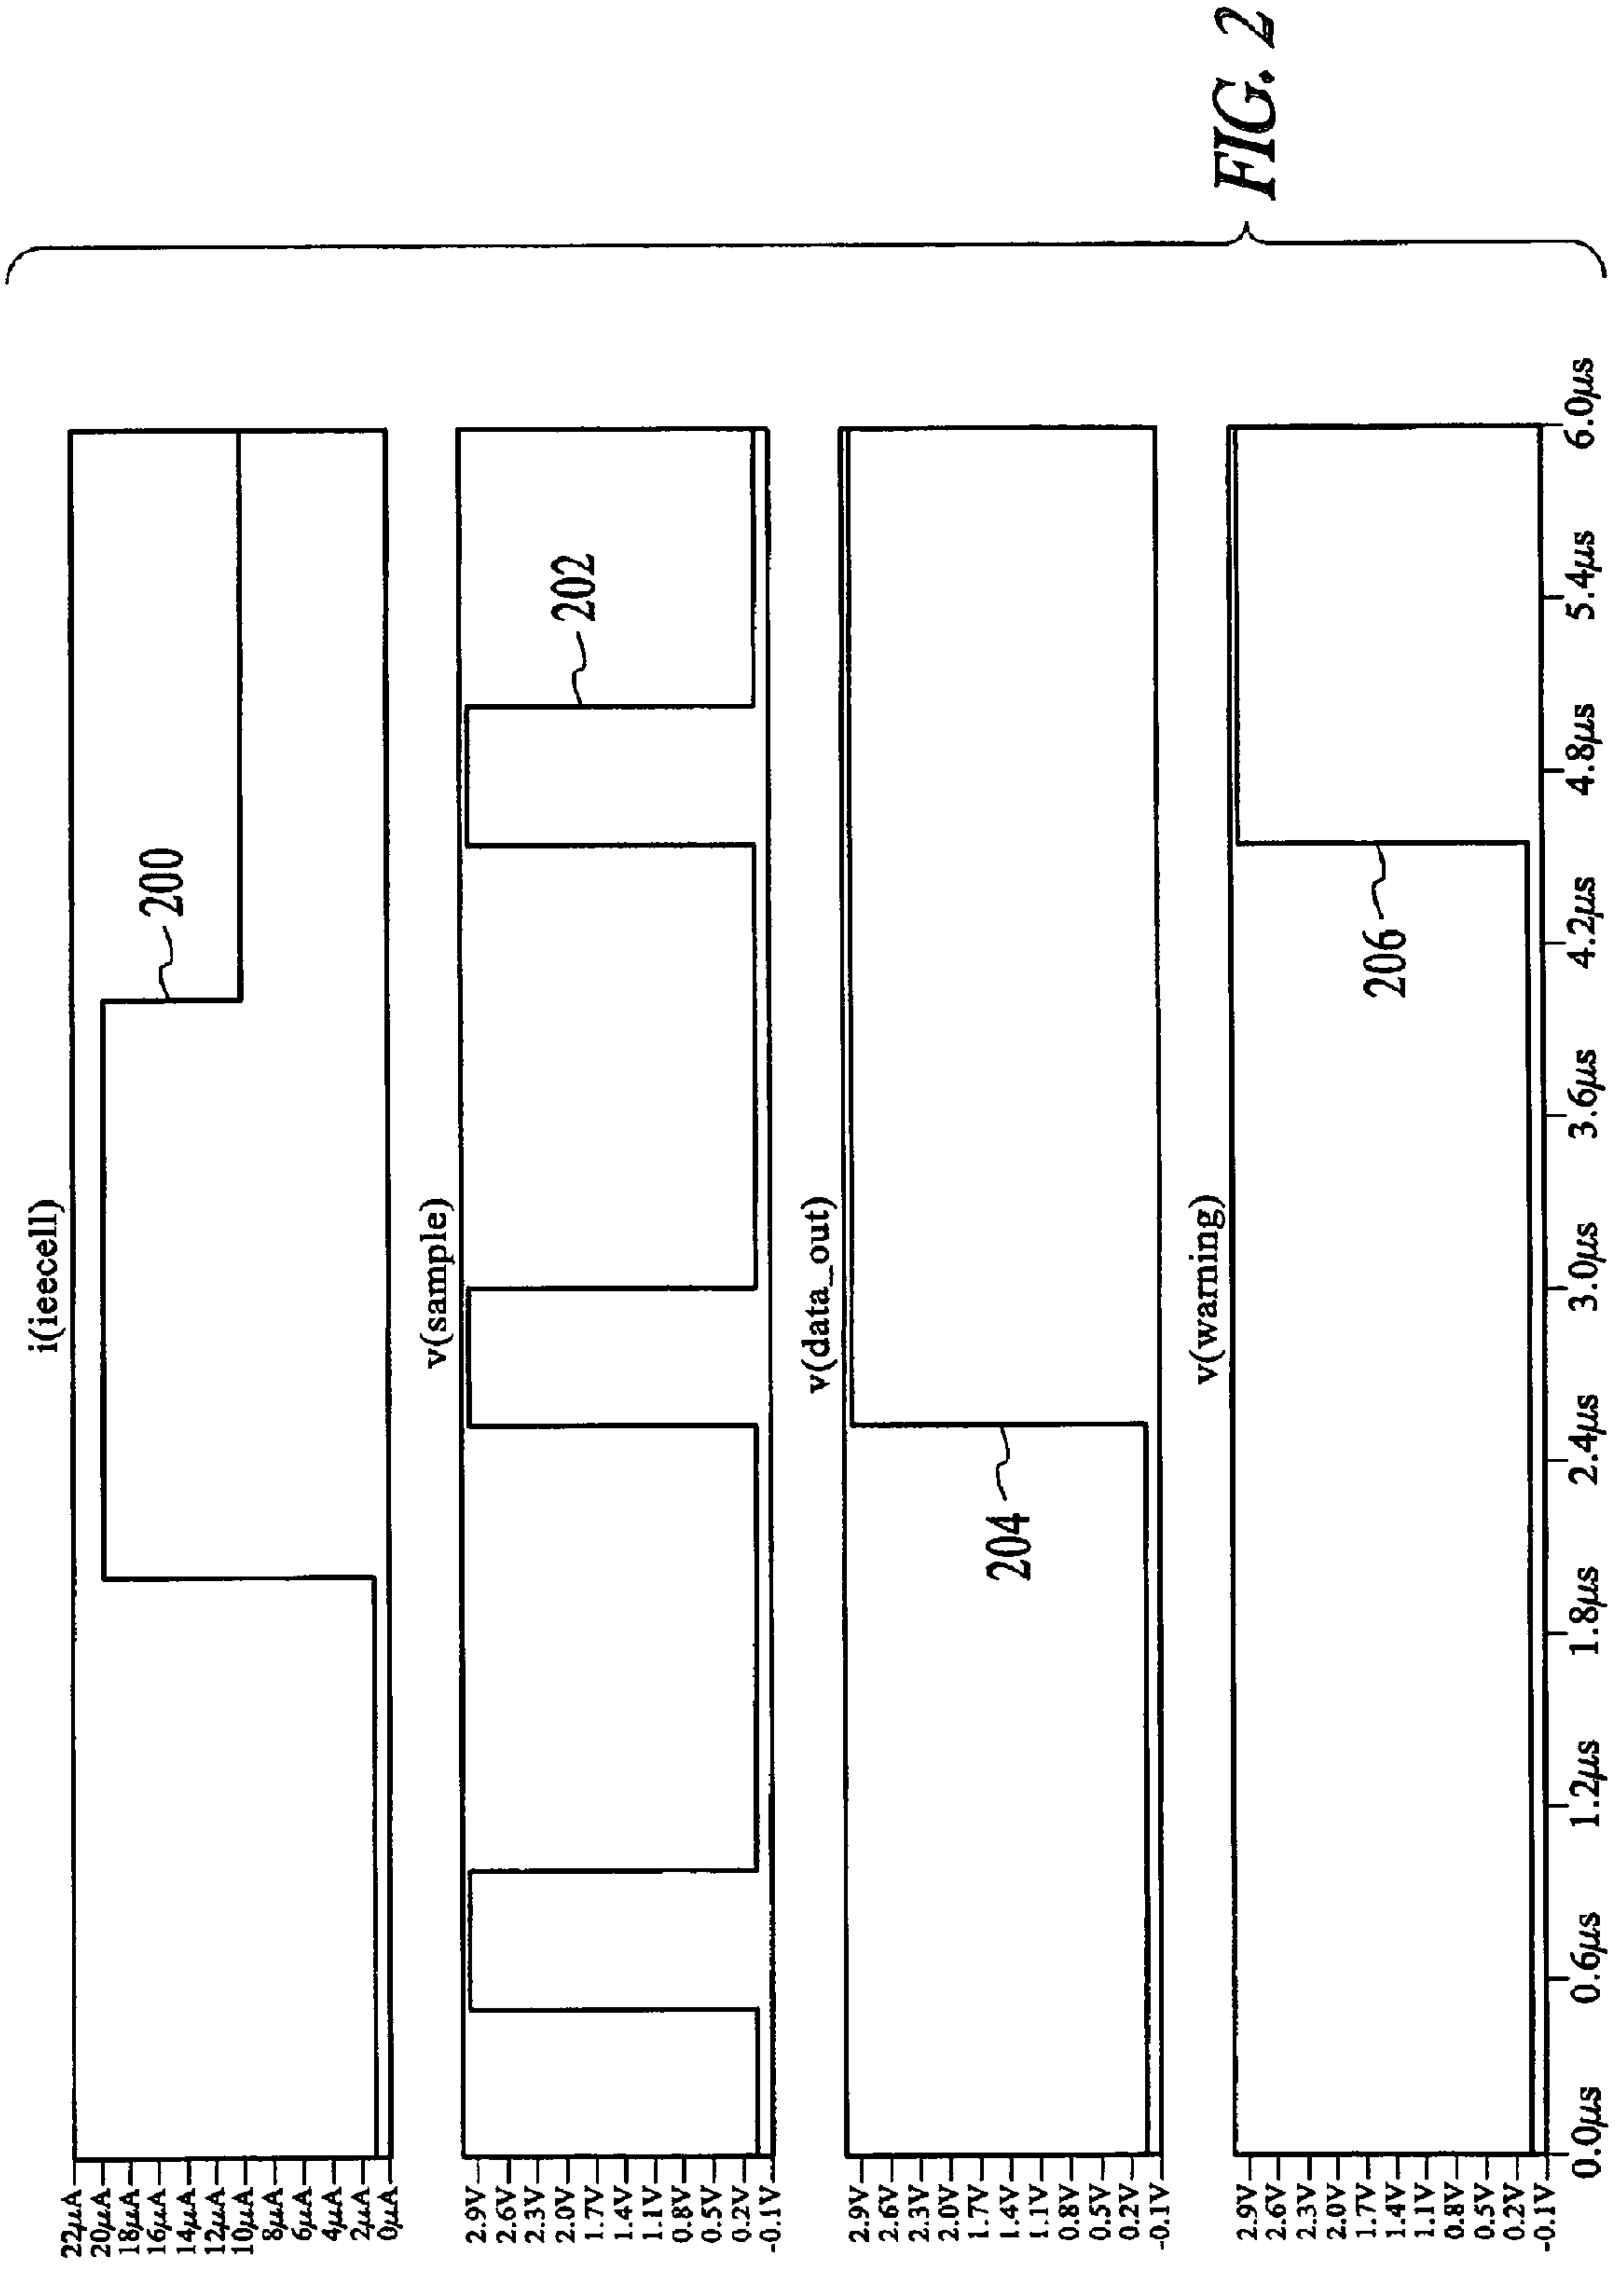 i(ieecell)
22µA
20µA
18µA
16µA
14µA
12µA
10µA
8µA
6µA
4µA
2µA
0µA
200
v(sample)
2.9V
2.6V
2.3V
2.0V
1.7V
1.4V
1.1V
0.8V
0.5V
0.2V
-0.1V
202
v(data_out)
2.9V
2.6V
2.3V
2.0V
1.7V
1.4V
1.1V
0.8V
0.5V
0.2V
-0.1V
204
v(warning)
2.9V
2.6V
2.3V
2.0V
1.7V
1.4V
1.1V
0.8V
0.5V
0.2V
-0.1V
206
0.0µs 0.6µs 1.2µs 1.8µs 2.4µs 3.0µs 3.6µs 4.2µs 4.8µs 5.4µs 6.0µs
FIG. 2